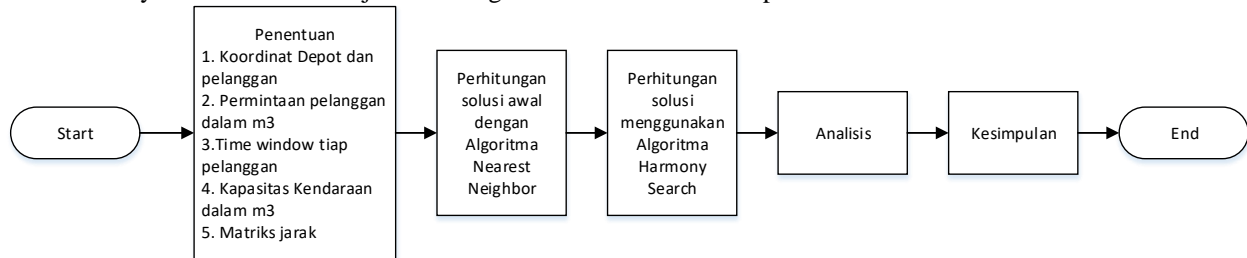 Start
Penentuan
1. Koordinat Depot dan
pelanggan
2. Permintaan pelanggan
dalam m3
3.Time window tiap
pelanggan
4. Kapasitas Kendaraan
dalam m3
5. Matriks jarak
Perhitungan
solusi awal
dengan
Algoritma
Nearest
Neighbor
Perhitungan
solusi
menggunakan
Algoritma
Harmony
Search
Analisis
Kesimpulan
End